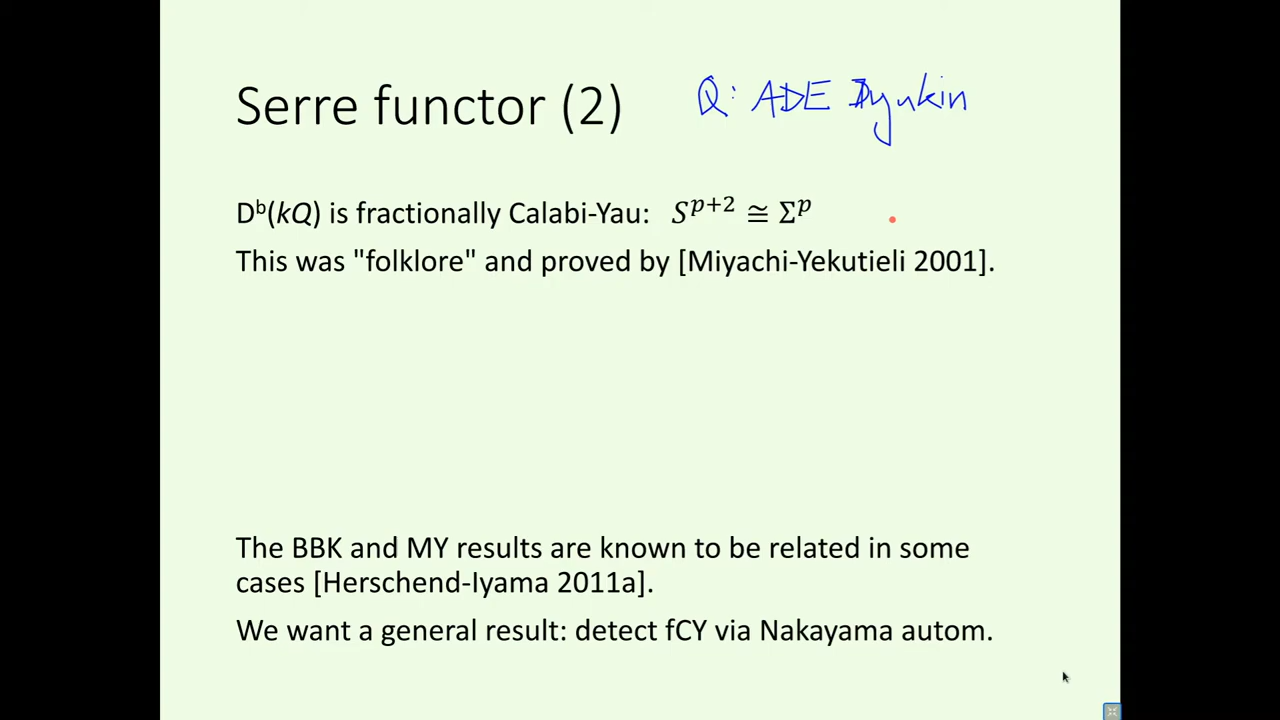 Serre functor (2) Q: ADE Dynkin
Dᵇ(kQ) is fractionally Calabi-Yau: Sᵖ⁺² ≅ Σᵖ
This was "folklore" and proved by [Miyachi-Yekutieli 2001].
The BBK and MY results are known to be related in some
cases [Herschend-Iyama 2011a].
We want a general result: detect fCY via Nakayama autom.